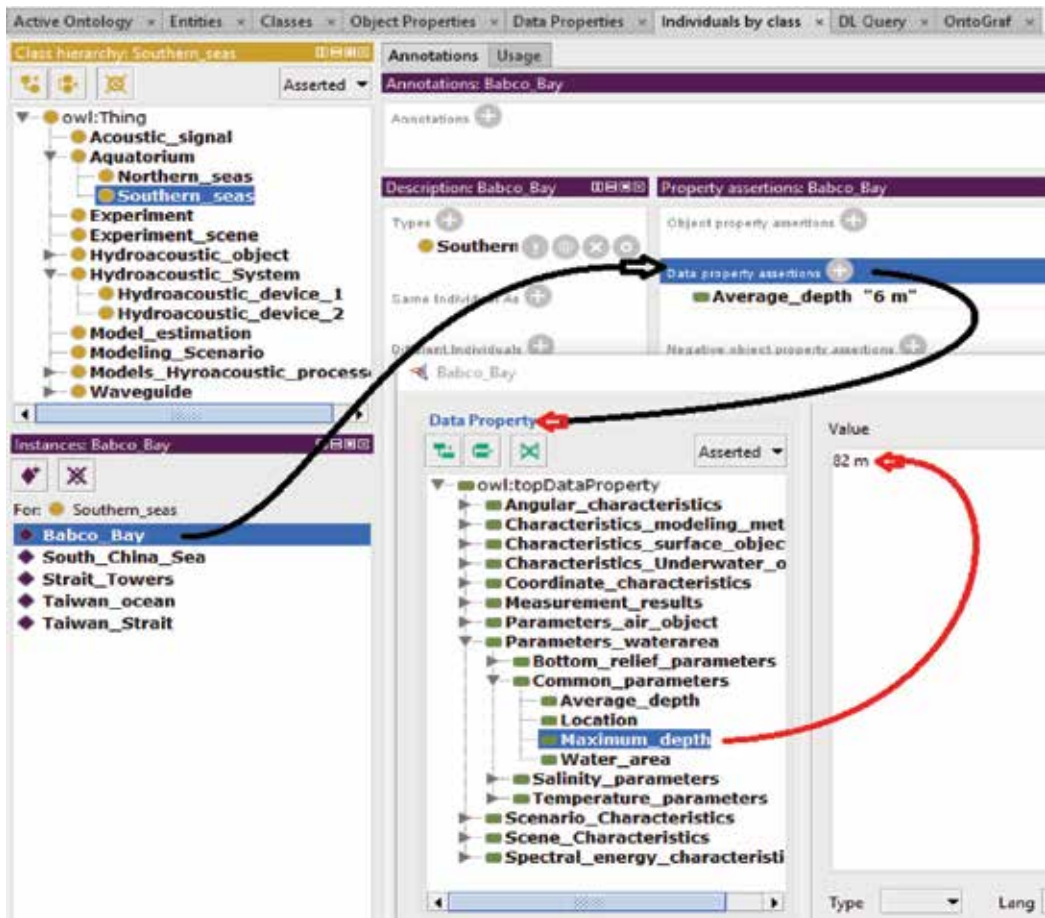 Active Ontology × Entities × Classes × Object Properties × Data Properties × Individuals by class × DL Query × OntoGraf ×
Class hierarchy: Southern_seas
Asserted
owl:Thing
Acoustic_signal
Aquatorium
Northern_seas
Southern_seas
Experiment
Experiment_scene
Hydroacoustic_object
Hydroacoustic_System
Hydroacoustic_device_1
Hydroacoustic_device_2
Model_estimation
Modeling_Scenario
Models_Hyroacoustic_process
Waveguide
Instances: Babco_Bay
For: Southern_seas
Babco_Bay
South_China_Sea
Strait_Towers
Taiwan_ocean
Taiwan_Strait
Annotations Usage
Annotations: Babco_Bay
Annotations
Description: Babco_Bay
Types
Southern
Same Individual As
Different Individuals
Property assertions: Babco_Bay
Object property assertions
Data property assertions
Average_depth "6 m"
Negative object property assertions
Babco_Bay
Data Property
Asserted
owl:topDataProperty
Angular_characteristics
Characteristics_modeling_met
Characteristics_surface_objec
Characteristics_Underwater_o
Coordinate_characteristics
Measurement_results
Parameters_air_object
Parameters_waterarea
Bottom_relief_parameters
Common_parameters
Average_depth
Location
Maximum_depth
Water_area
Salinity_parameters
Temperature_parameters
Scenario_Characteristics
Scene_Characteristics
Spectral_energy_characteristi
Value
82 m
Type Lang